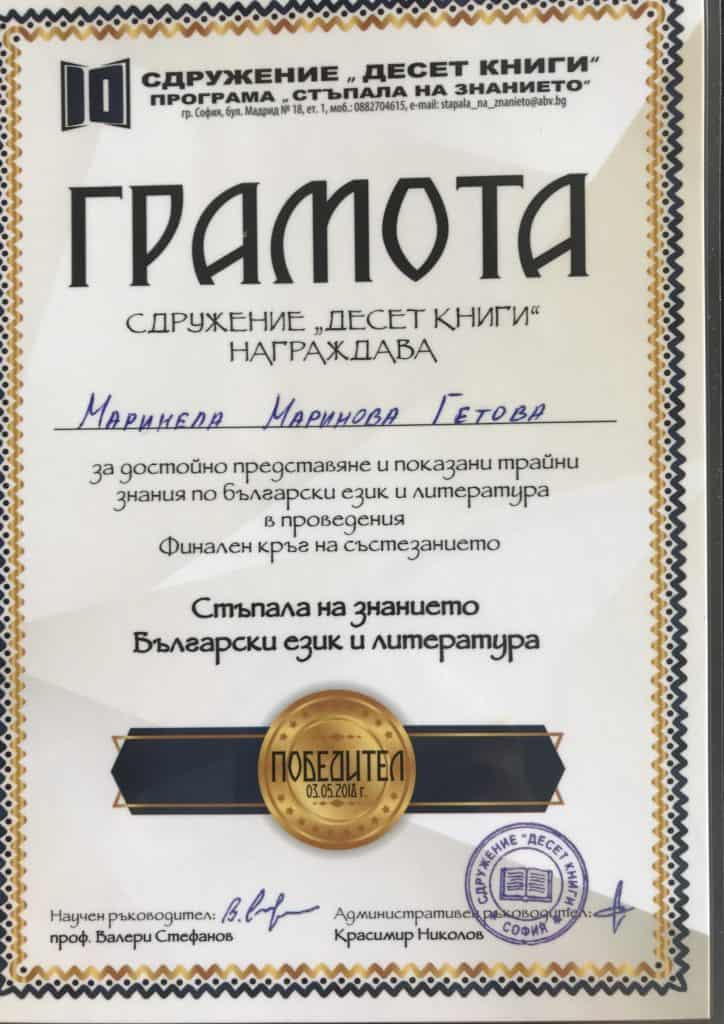 10
СДРУЖЕНИЕ „ ДЕСЕТ КНИГИ“
ПРОГРАМА „ СТЪПАЛА НА ЗНАНИЕТО“
гр. София, бул. Мадрид № 18, ет. 1, моб.: 0882704615, e-mail: stapala_na_znanieto@abv.bg
ГРАМОТА
СДРУЖЕНИЕ „ДЕСЕТ КНИГИ“
НАГРАЖДАВА
Маринела Маринова Гетова
за достойно представяне и показани трайни
знания по български език и литература
в проведения
Финален кръг на състезанието
Стъпала на знанието
Български език и литература
ПОБЕДИТЕЛ
03.05.2018 г.
СДРУЖЕНИЕ "ДЕСЕТ КНИГИ"
СОФИЯ
Научен ръководител:
проф. Валери Стефанов
Административен ръководител:
Красимир Николов